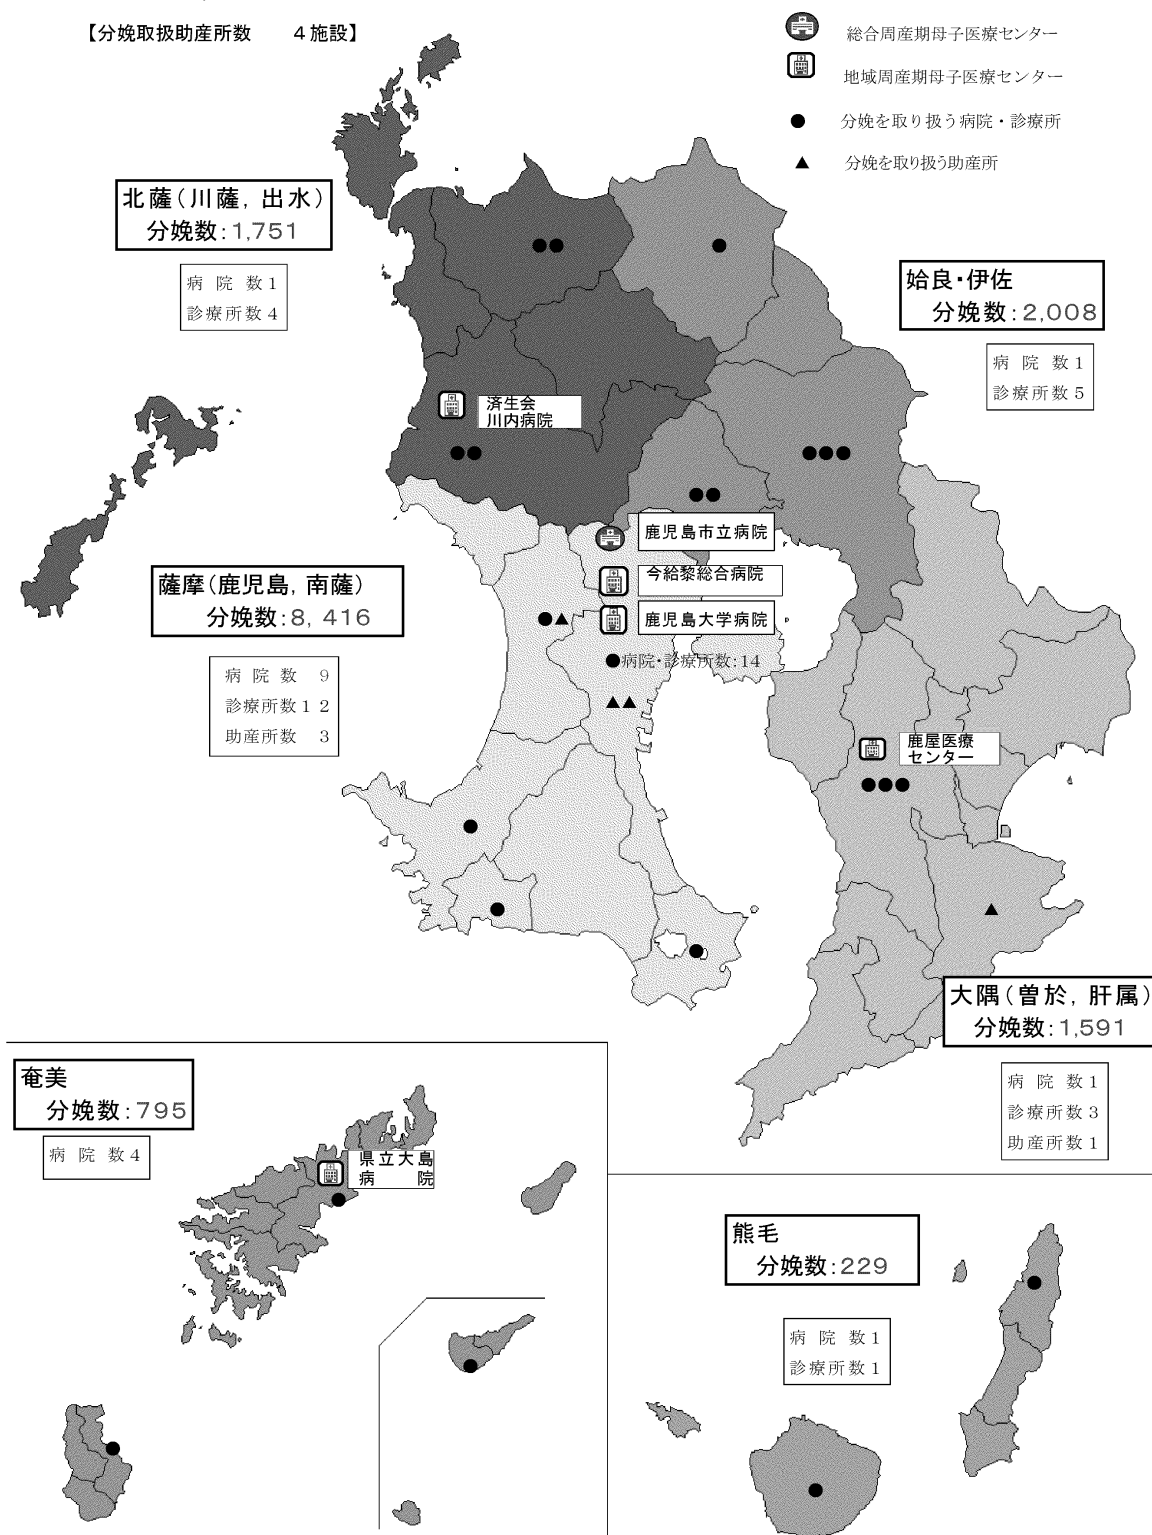 【分娩取扱助産所数　　４施設】
総合周産期母子医療センター
地域周産期母子医療センター
分娩を取り扱う病院・診療所
分娩を取り扱う助産所
北薩（川薩，出水）
分娩数：1,751
病 院 数 1
診療所数 4
姶良・伊佐
分娩数：2,008
病 院 数 1
診療所数 5
済生会
川内病院
鹿児島市立病院
今給黎総合病院
鹿児島大学病院
病院・診療所数：14
薩摩（鹿児島，南薩）
分娩数：8，416
病 院 数 9
診療所数1 2
助産所数 3
鹿屋医療
センター
大隅（曽於，肝属）
分娩数：1,591
病 院 数 1
診療所数 3
助産所数 1
奄美
分娩数：795
病 院 数 4
県立大島
病 院
熊毛
分娩数：229
病 院 数 1
診療所数 1